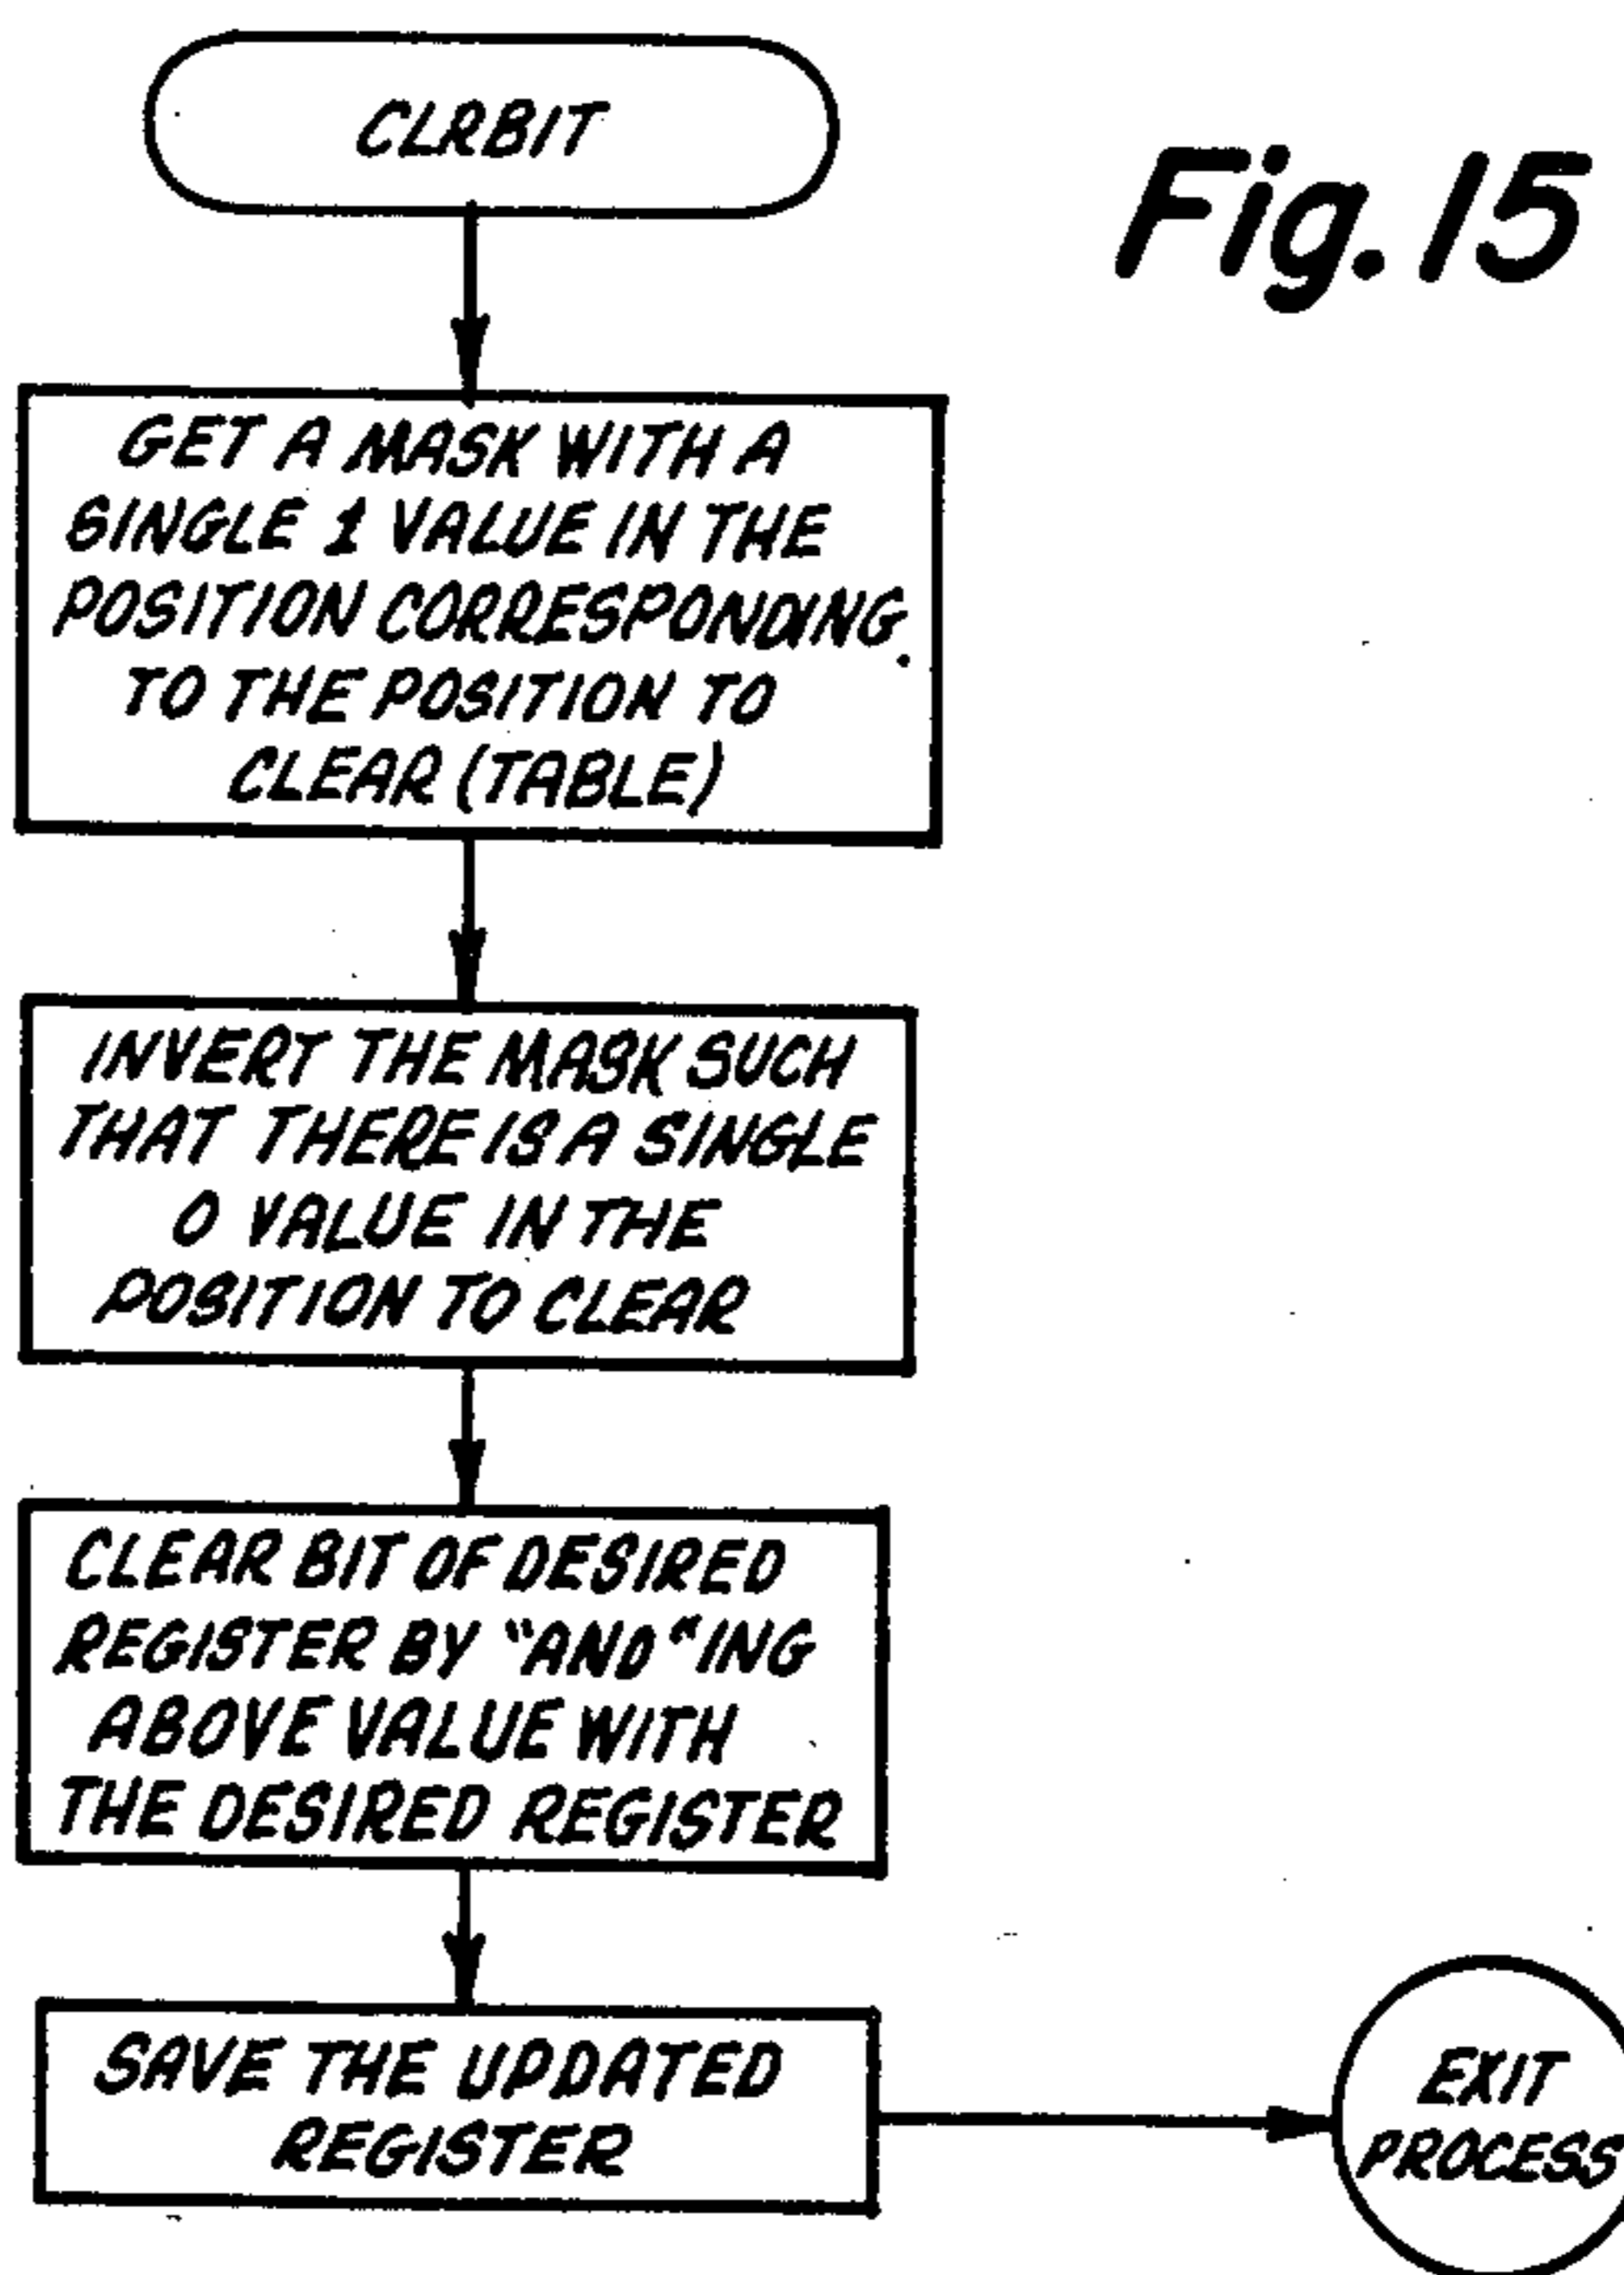 CLRBIT
Fig. 15
GET A MASK WITH A
SINGLE 1 VALUE IN THE
POSITION CORRESPONDING
TO THE POSITION TO
CLEAR (TABLE)
INVERT THE MASK SUCH
THAT THERE IS A SINGLE
0 VALUE IN THE
POSITION TO CLEAR
CLEAR BIT OF DESIRED
REGISTER BY "AND"ING
ABOVE VALUE WITH
THE DESIRED REGISTER
SAVE THE UPDATED
REGISTER
EXIT
PROCESS